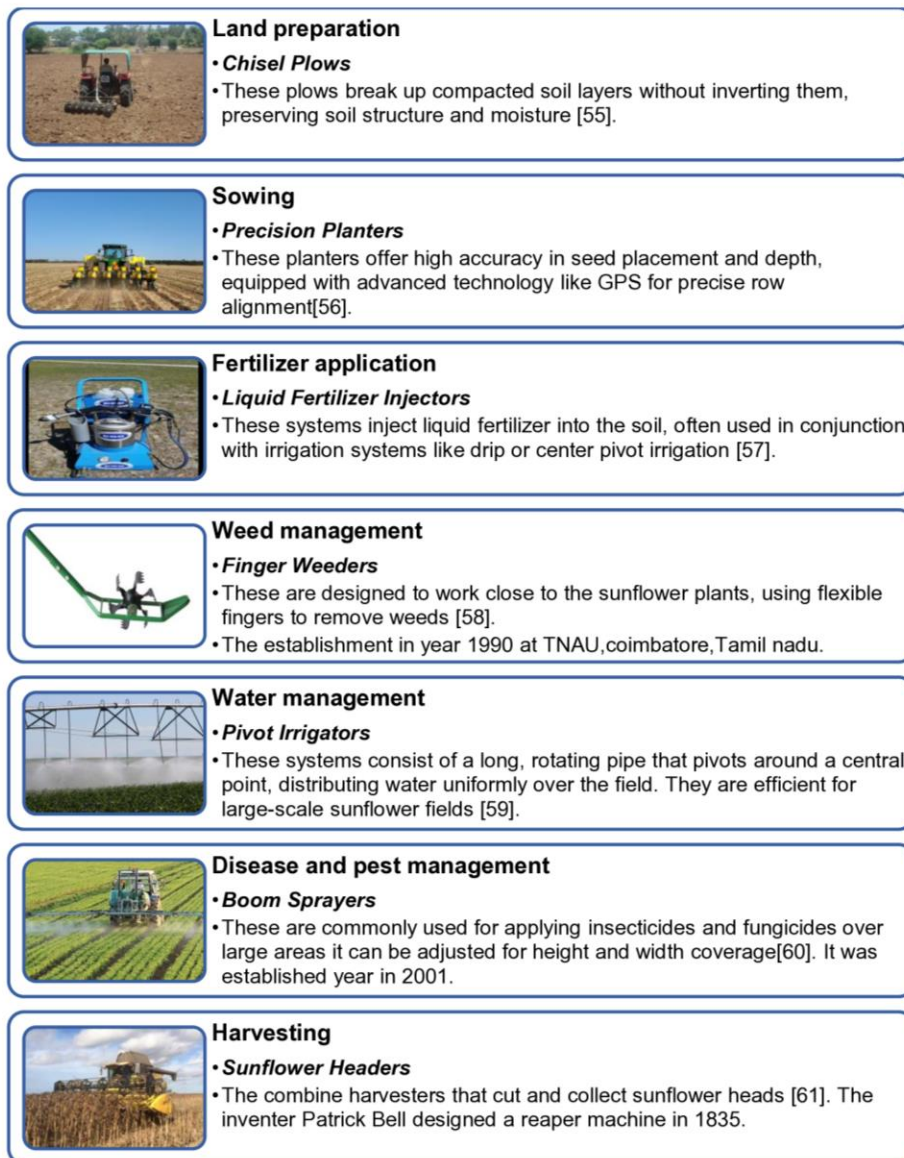 Land preparation
• Chisel Plows
• These plows break up compacted soil layers without inverting them,
preserving soil structure and moisture [55].
Sowing
• Precision Planters
• These planters offer high accuracy in seed placement and depth,
equipped with advanced technology like GPS for precise row
alignment[56].
Fertilizer application
• Liquid Fertilizer Injectors
• These systems inject liquid fertilizer into the soil, often used in conjunction
with irrigation systems like drip or center pivot irrigation [57].
Weed management
• Finger Weeders
• These are designed to work close to the sunflower plants, using flexible
fingers to remove weeds [58].
• The establishment in year 1990 at TNAU,coimbatore,Tamil nadu.
Water management
• Pivot Irrigators
• These systems consist of a long, rotating pipe that pivots around a central
point, distributing water uniformly over the field. They are efficient for
large-scale sunflower fields [59].
Disease and pest management
• Boom Sprayers
• These are commonly used for applying insecticides and fungicides over
large areas it can be adjusted for height and width coverage[60]. It was
established year in 2001.
Harvesting
• Sunflower Headers
• The combine harvesters that cut and collect sunflower heads [61]. The
inventer Patrick Bell designed a reaper machine in 1835.